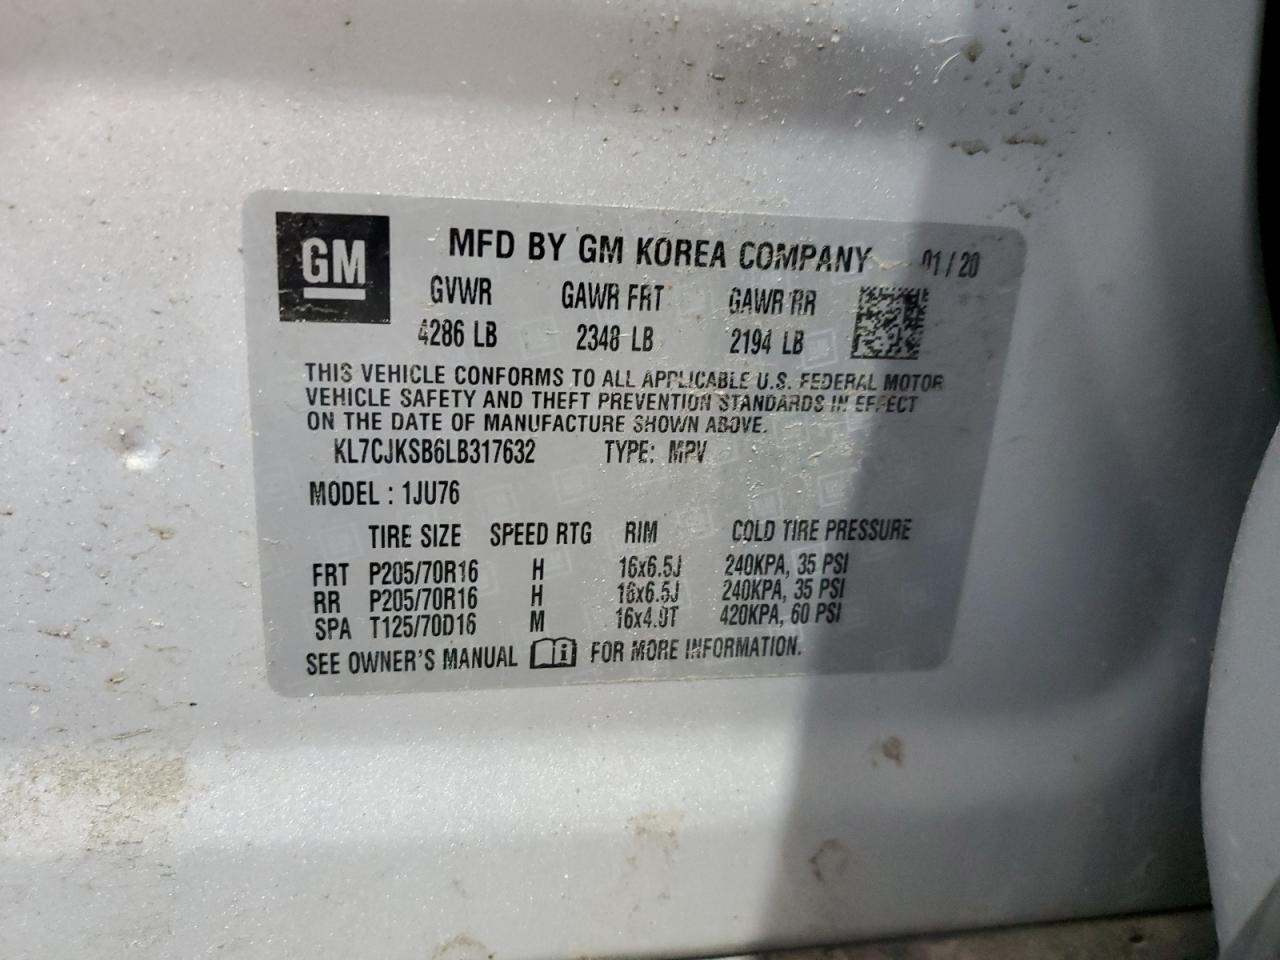 GM
MFD BY GM KOREA COMPANY 01/20
GVWR GAWR FRT GAWR RR
4286 LB 2348 LB 2194 LB
THIS VEHICLE CONFORMS TO ALL APPLICABLE U.S. FEDERAL MOTOR
VEHICLE SAFETY AND THEFT PREVENTION STANDARDS IN EFFECT
ON THE DATE OF MANUFACTURE SHOWN ABOVE.
KL7CJKSB6LB317632 TYPE: MPV
MODEL : 1JU76
TIRE SIZE SPEED RTG RIM COLD TIRE PRESSURE
FRT P205/70R16 H 16x6.5J 240KPA, 35 PSI
RR P205/70R16 H 16x6.5J 240KPA, 35 PSI
SPA T125/70D16 M 16x4.0T 420KPA, 60 PSI
SEE OWNER'S MANUAL i FOR MORE INFORMATION.